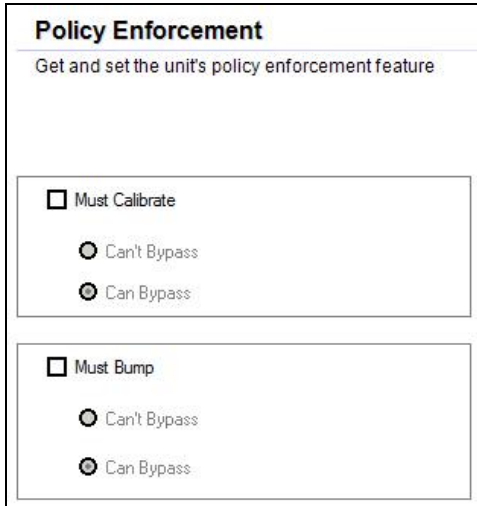 Policy Enforcement
Get and set the unit's policy enforcement feature
Must Calibrate
Can't Bypass
Can Bypass
Must Bump
Can't Bypass
Can Bypass